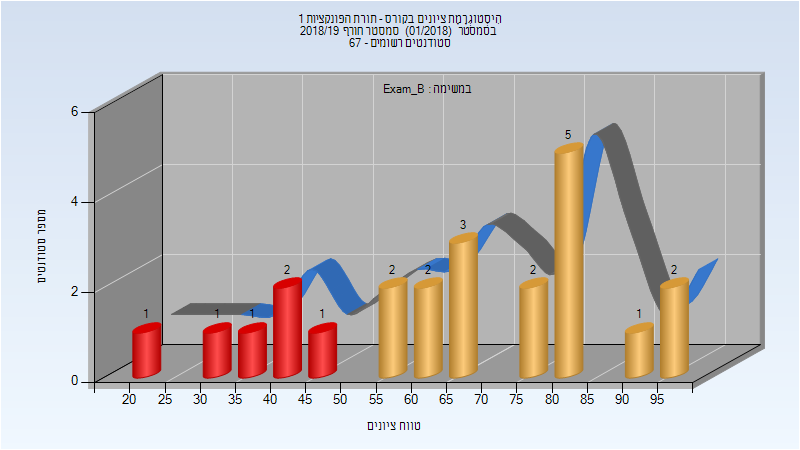 הִיסטוֹגרָמַת ציונים בקורס - תורת הפונקציות 1
בסמסטר (01/2018) סמסטר חורף 2018/19
סטודנטים רשומים - 67
במשימה : Exam_B
מספר סטודנטים
6
4
2
0
1
1
1
2
1
2
2
3
2
5
1
2
20 25 30 35 40 45 50 55 60 65 70 75 80 85 90 95
טווח ציונים